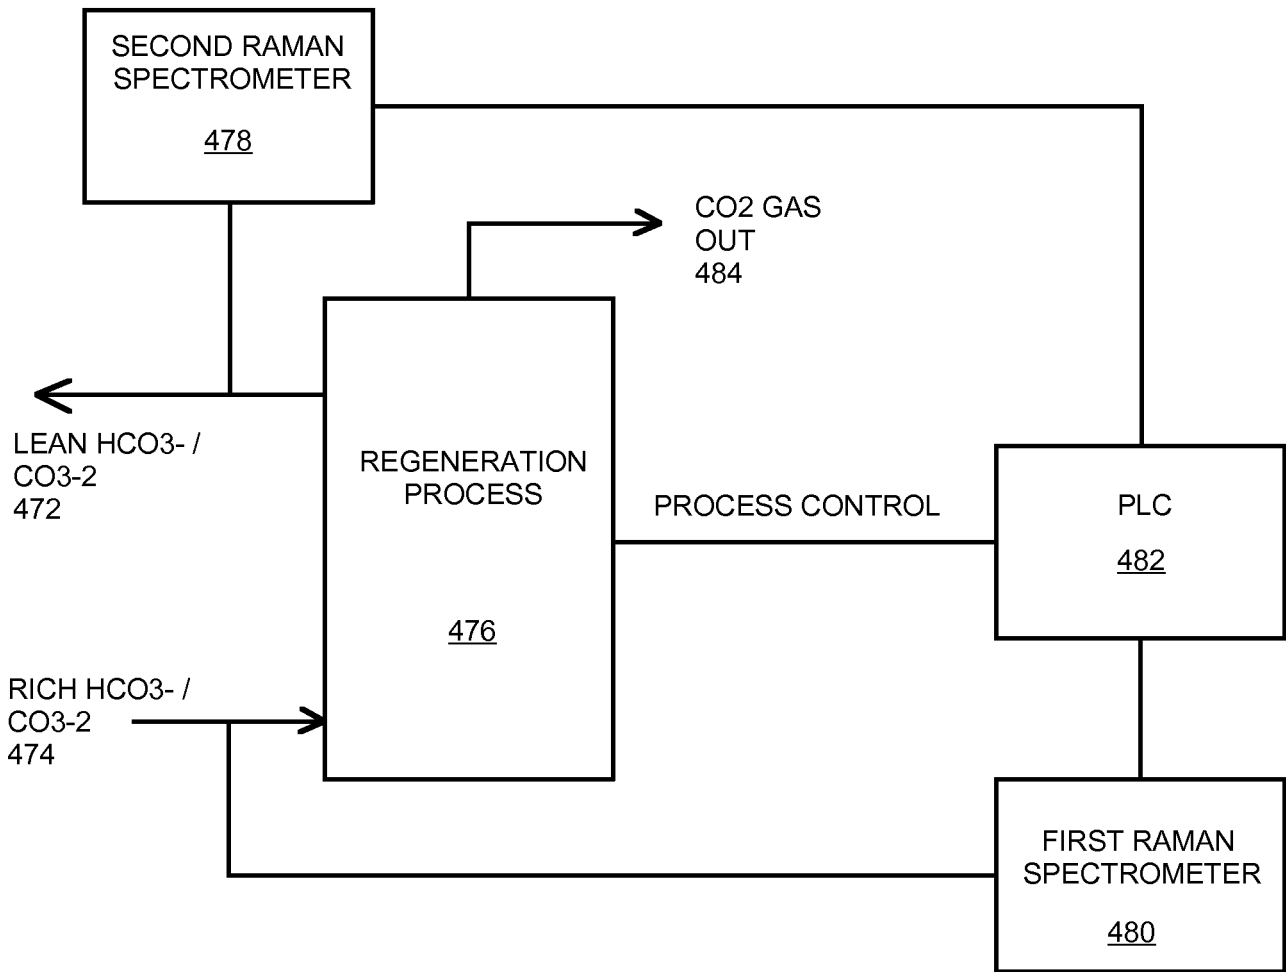 SECOND RAMAN
SPECTROMETER
478
CO2 GAS
OUT
484
LEAN HCO3- /
CO3-2
472
REGENERATION
PROCESS
476
PROCESS CONTROL
PLC
482
RICH HCO3- /
CO3-2
474
FIRST RAMAN
SPECTROMETER
480